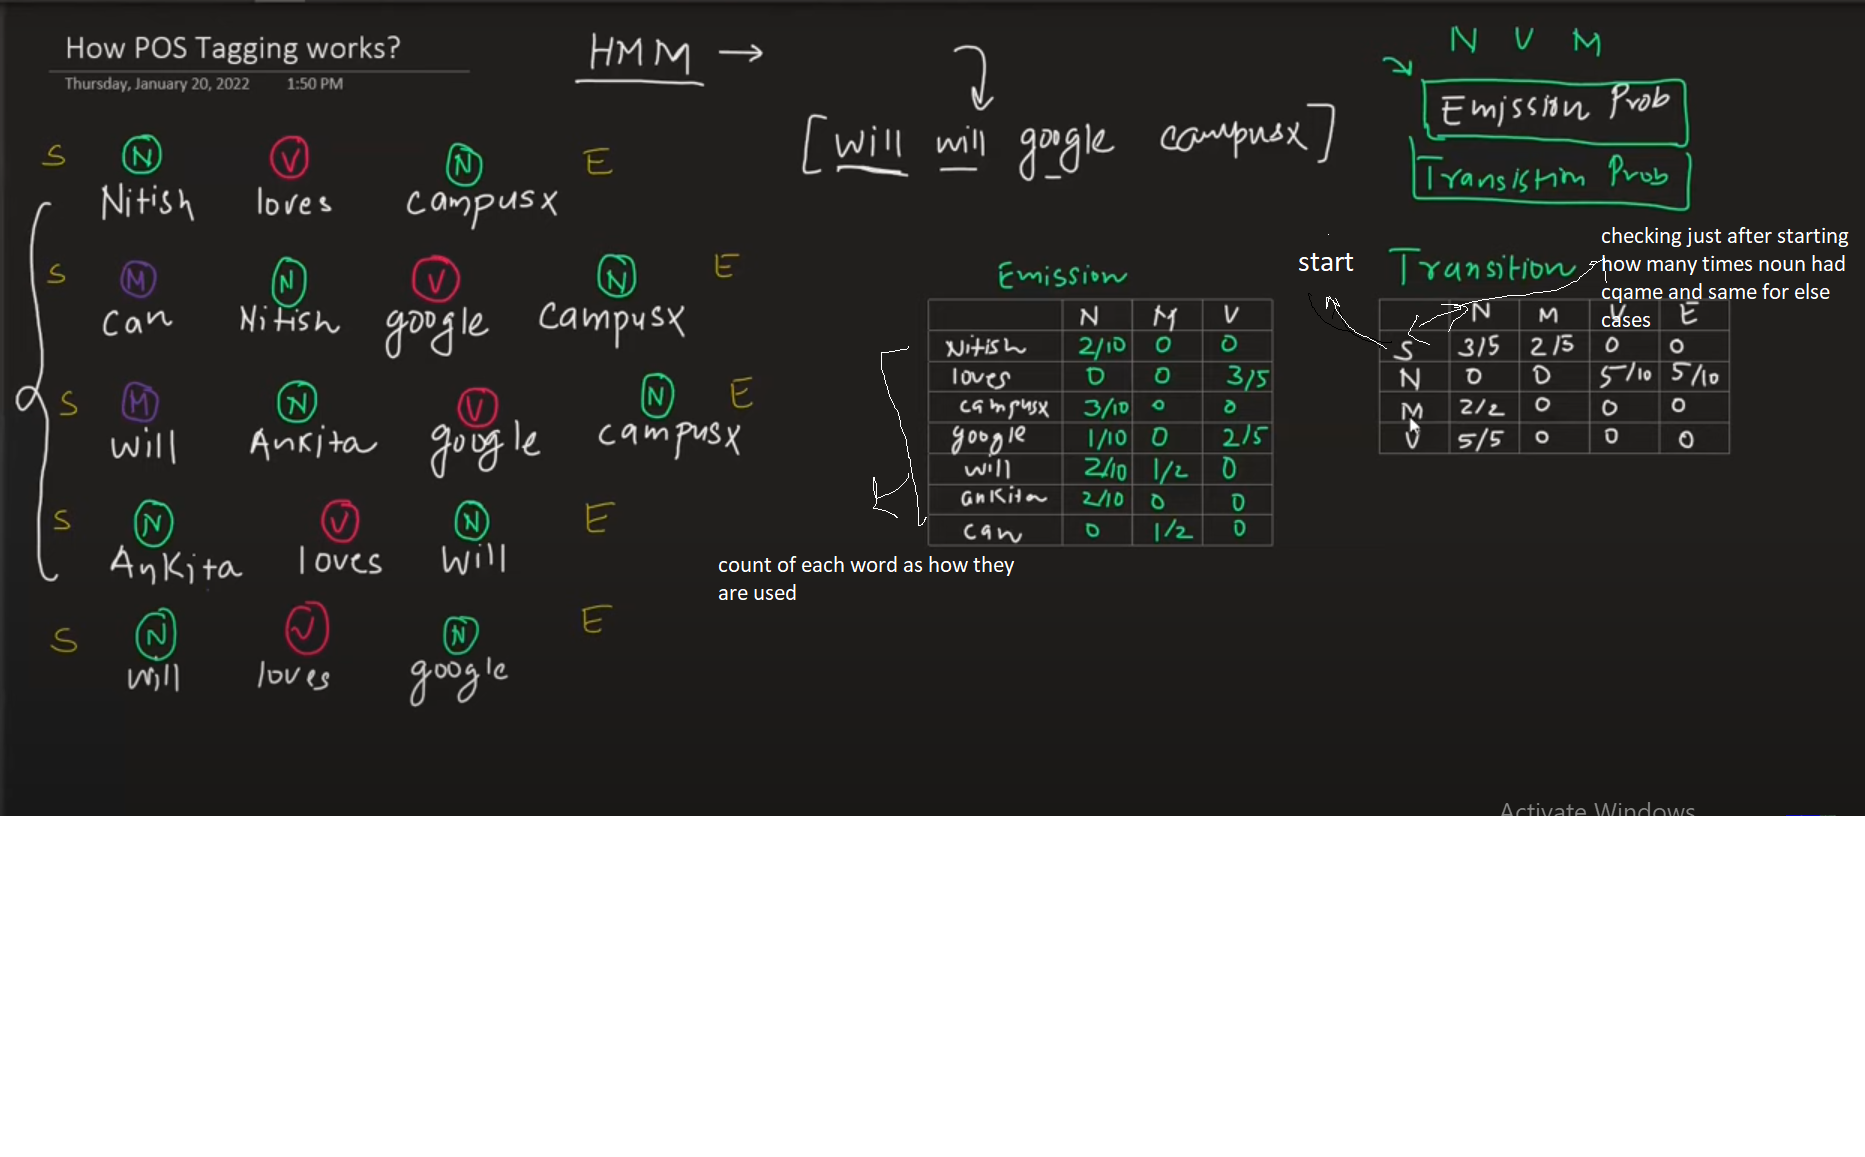 How POS Tagging works?
Thursday, January 20, 2022 1:50 PM
HMM →
[will will google campusx]
N V M
Emission Prob
Transistion Prob
S N V N E
Nitish loves campusx
S M N V N E
can Nitish google campusx
S M N V N E
will Ankita google campusx
S N V N E
Ankita loves will
S N V N E
will loves google
Emission
N M V
Nitish 2/10 0 0
loves 0 0 3/5
campusx 3/10 0 0
google 1/10 0 2/5
will 2/10 1/2 0
ankita 2/10 0 0
can 0 1/2 0
count of each word as how they
are used
start
Transition
checking just after starting
how many times noun had
cqame and same for else
cases
N M V E
S 3/5 2/5 0 0
N 0 0 5/10 5/10
M 2/2 0 0 0
V 5/5 0 0 0
Activate Windows